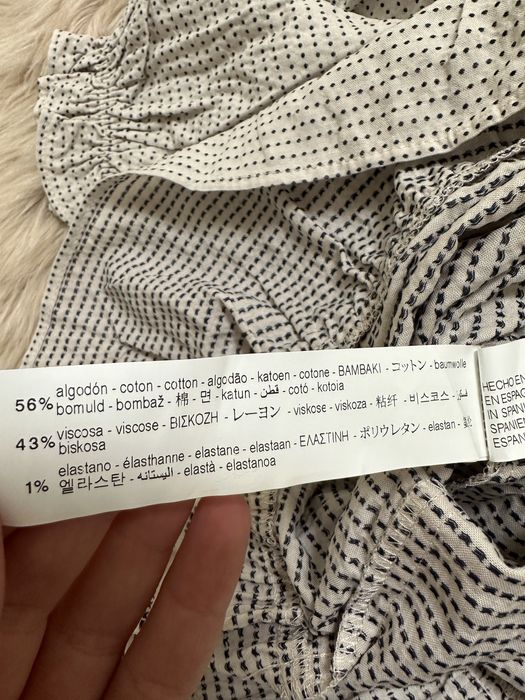 56% algodón - coton - cotton - algodão - katoen - cotone - ΒΑΜΒΑΚΙ - コットン - baumwolle
bomuld - bombaž - 棉 - 면 - katun - قطن - cotó - kotoia
43% viscosa - viscose - ΒΙΣΚΟΖΗ - レーヨン - viskose - viskoza - 粘纤 - 비스코스 -
biskosa
1% elastano - élasthanne - elastane - elastaan - ΕΛΑΣΤΙΝΗ - ポリウレタン - elastan -
엘라스탄 - الیستانه - elastà - elastanoa
HECHO EN
EN ESPAG
IN SPAIN
SPANIEN
ESPAN